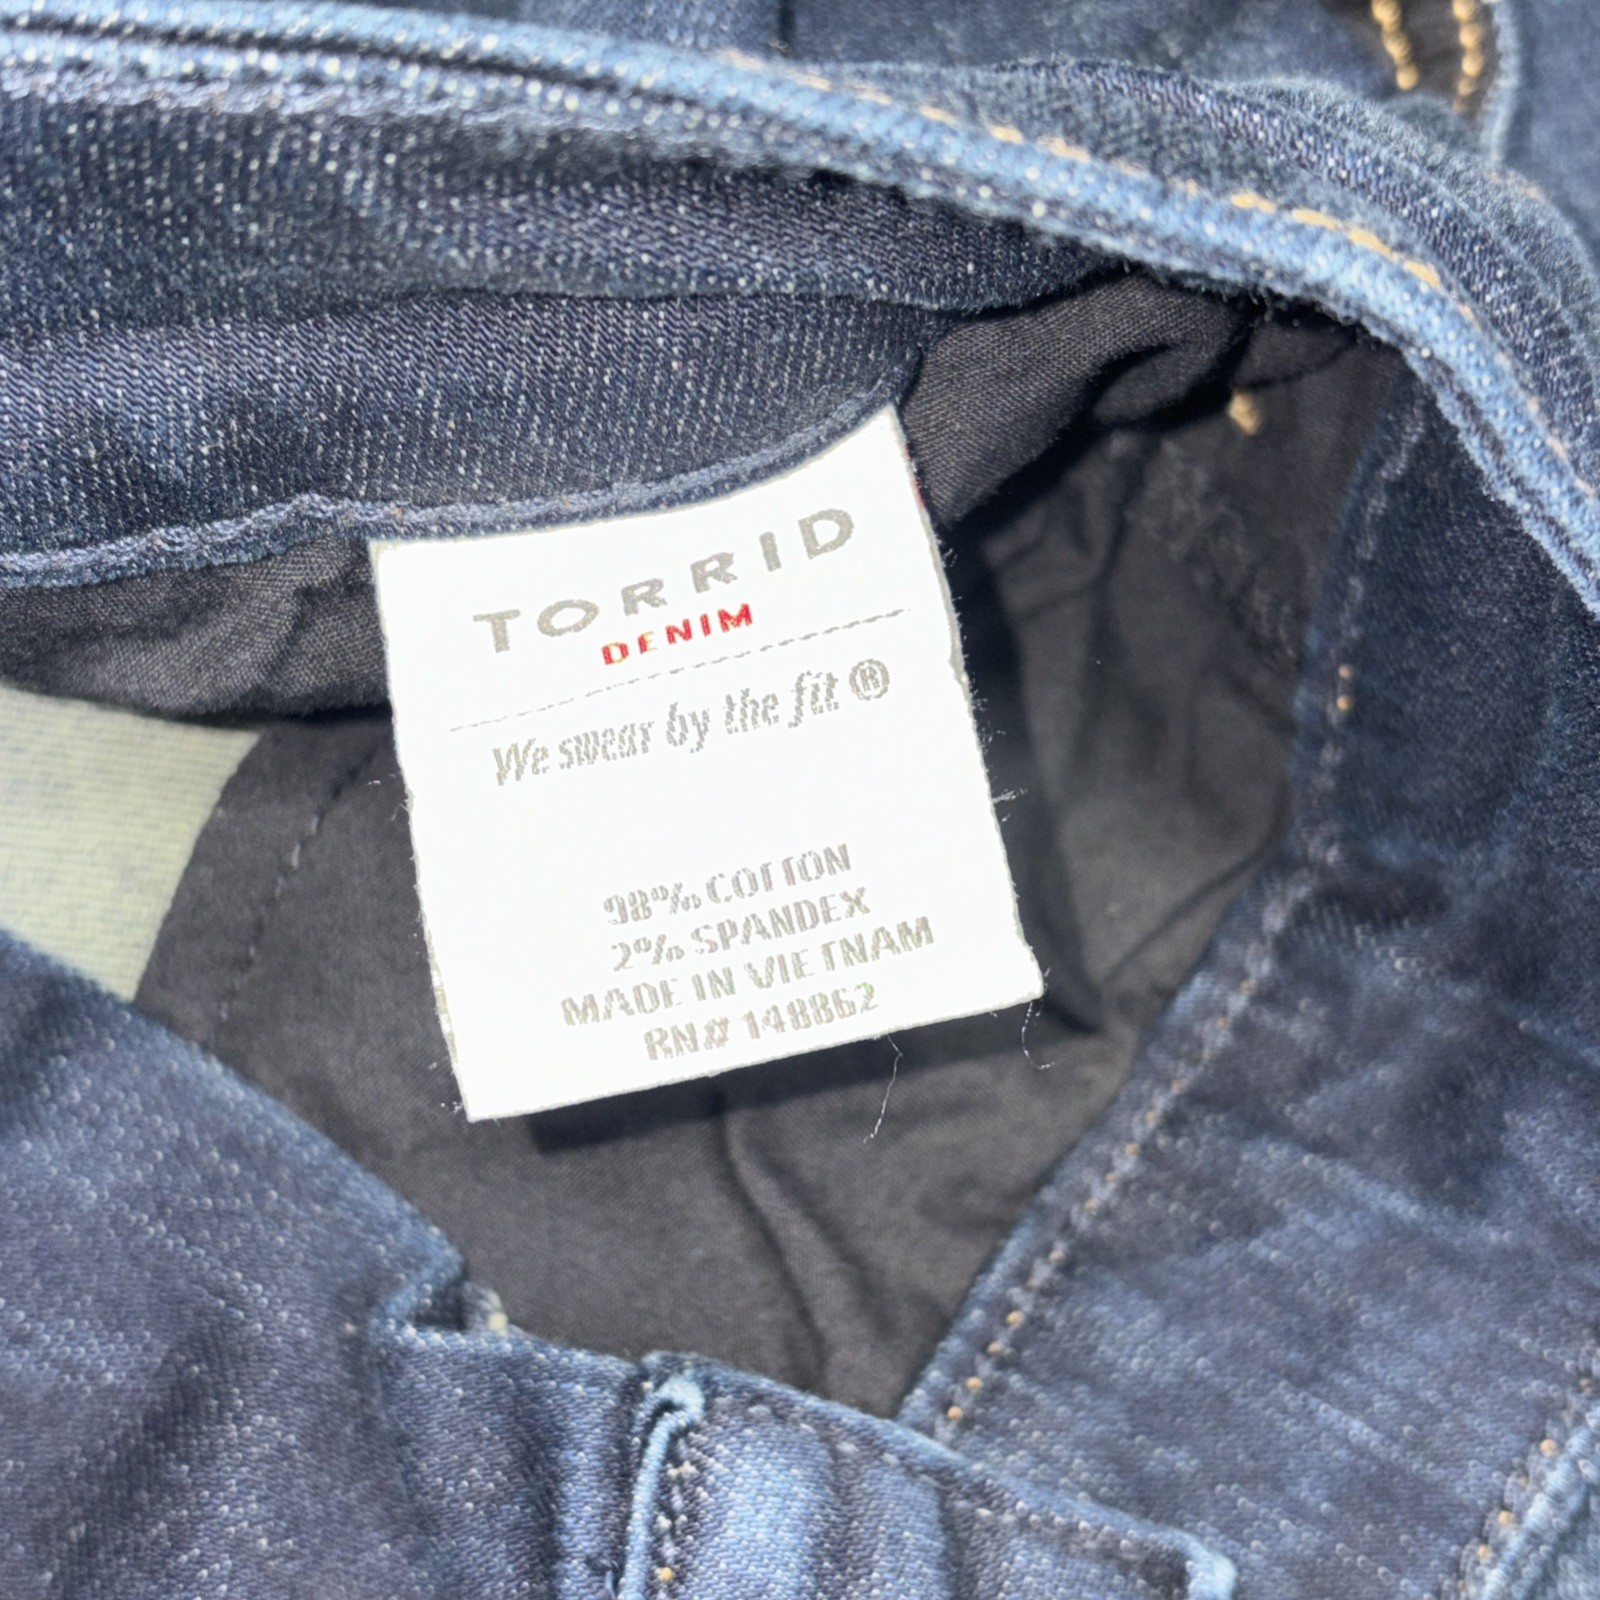 TORRID
DENIM
We swear by the fit ®
98% COTTON
2% SPANDEX
MADE IN VIETNAM
RN# 148862